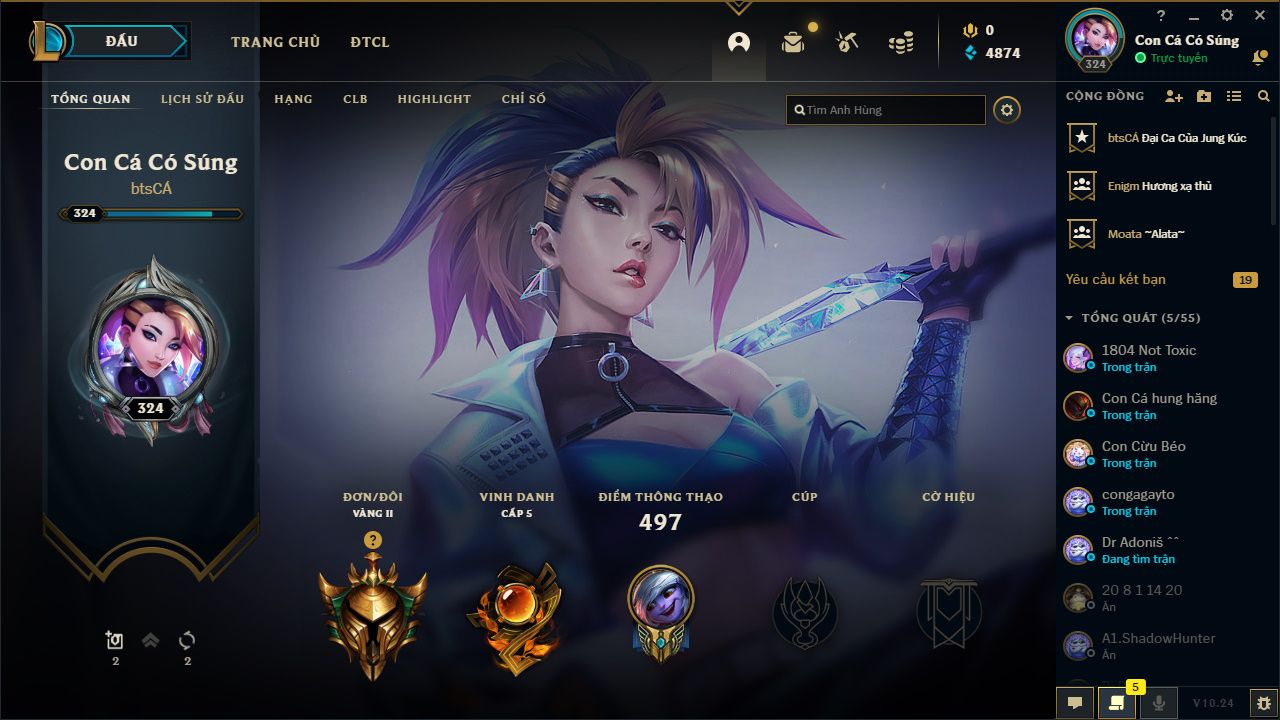 ĐẤU
TRANG CHỦ
ĐTCL
0
4874
?
Con Cá Có Súng
Trực tuyến
324
TỔNG QUAN
LỊCH SỬ ĐẤU
HẠNG
CLB
HIGHLIGHT
CHỈ SỐ
Tìm Anh Hùng
Con Cá Có Súng
btsCÁ
324
324
ĐƠN/ĐÔI
VÀNG II
?
VINH DANH
CẤP 5
ĐIỂM THÔNG THẠO
497
CÚP
CỜ HIỆU
2
2
CỘNG ĐỒNG
btsCÁ Đại Ca Của Jung Kúc
Enigm Hương xạ thủ
Moata ~Alata~
Yêu cầu kết bạn
19
TỔNG QUÁT (5/55)
1804 Not Toxic
Trong trận
Con Cá hung hăng
Trong trận
Con Cừu Béo
Trong trận
congagayto
Trong trận
Dr Adoniš ^^
Đang tìm trận
20 8 1 14 20
Ẩn
A1.ShadowHunter
Ẩn
5
V10.24